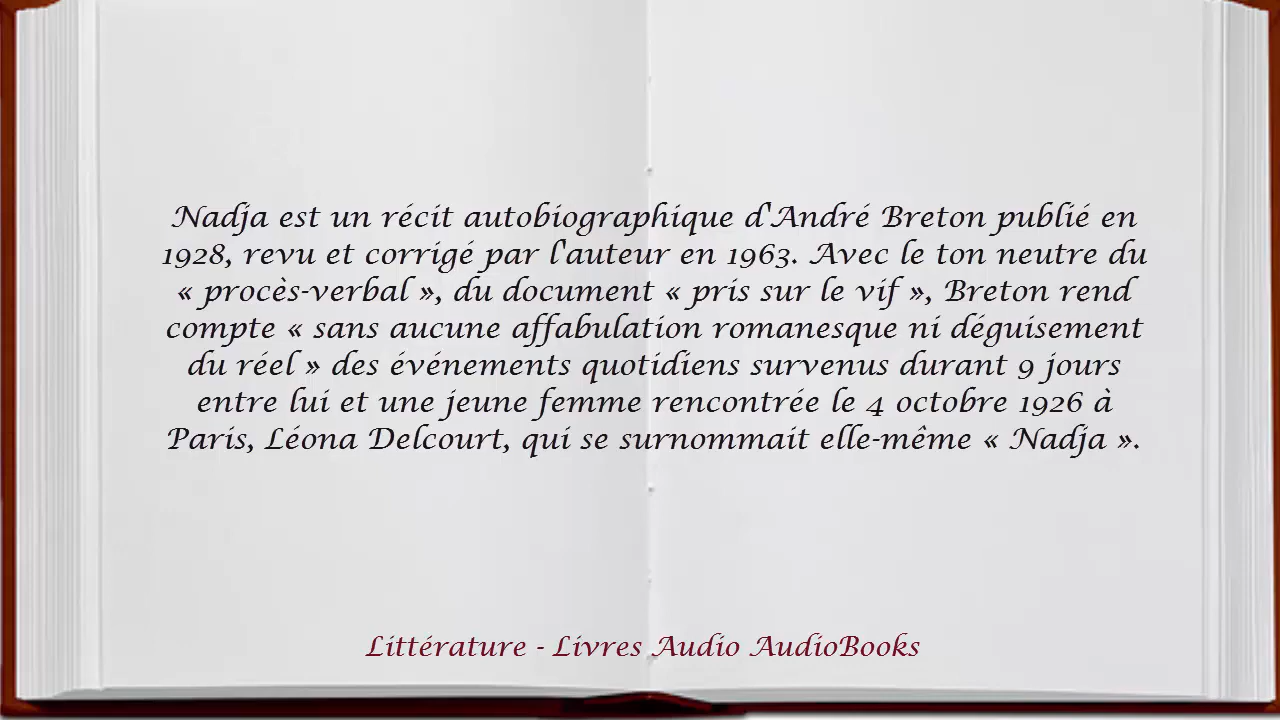 Nadja est un récit autobiographique d'André Breton publié en
1928, revu et corrigé par l'auteur en 1963. Avec le ton neutre du
« procès-verbal », du document « pris sur le vif », Breton rend
compte « sans aucune affabulation romanesque ni déguisement
du réel » des événements quotidiens survenus durant 9 jours
entre lui et une jeune femme rencontrée le 4 octobre 1926 à
Paris, Léona Delcourt, qui se surnommait elle-même « Nadja ».
Littérature - Livres Audio AudioBooks